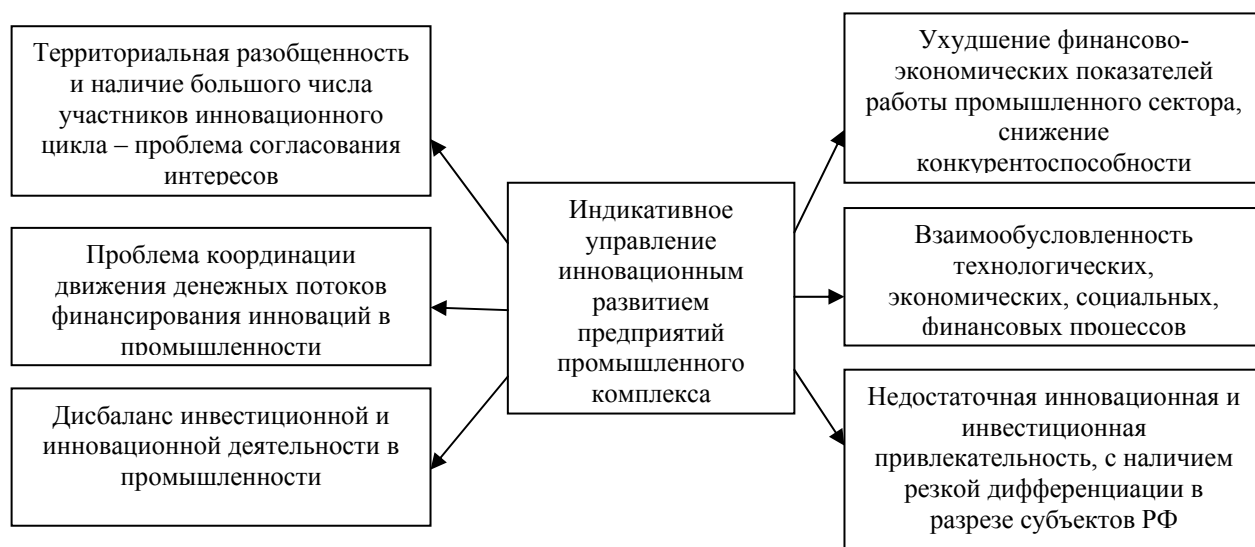 Территориальная разобщенность
и наличие большого числа
участников инновационного
цикла – проблема согласования
интересов
Проблема координации
движения денежных потоков
финансирования инноваций в
промышленности
Дисбаланс инвестиционной и
инновационной деятельности в
промышленности
Индикативное
управление
инновационным
развитием
предприятий
промышленного
комплекса
Ухудшение финансово-
экономических показателей
работы промышленного сектора,
снижение
конкурентоспособности
Взаимообусловленность
технологических,
экономических, социальных,
финансовых процессов
Недостаточная инновационная и
инвестиционная
привлекательность, с наличием
резкой дифференциации в
разрезе субъектов РФ